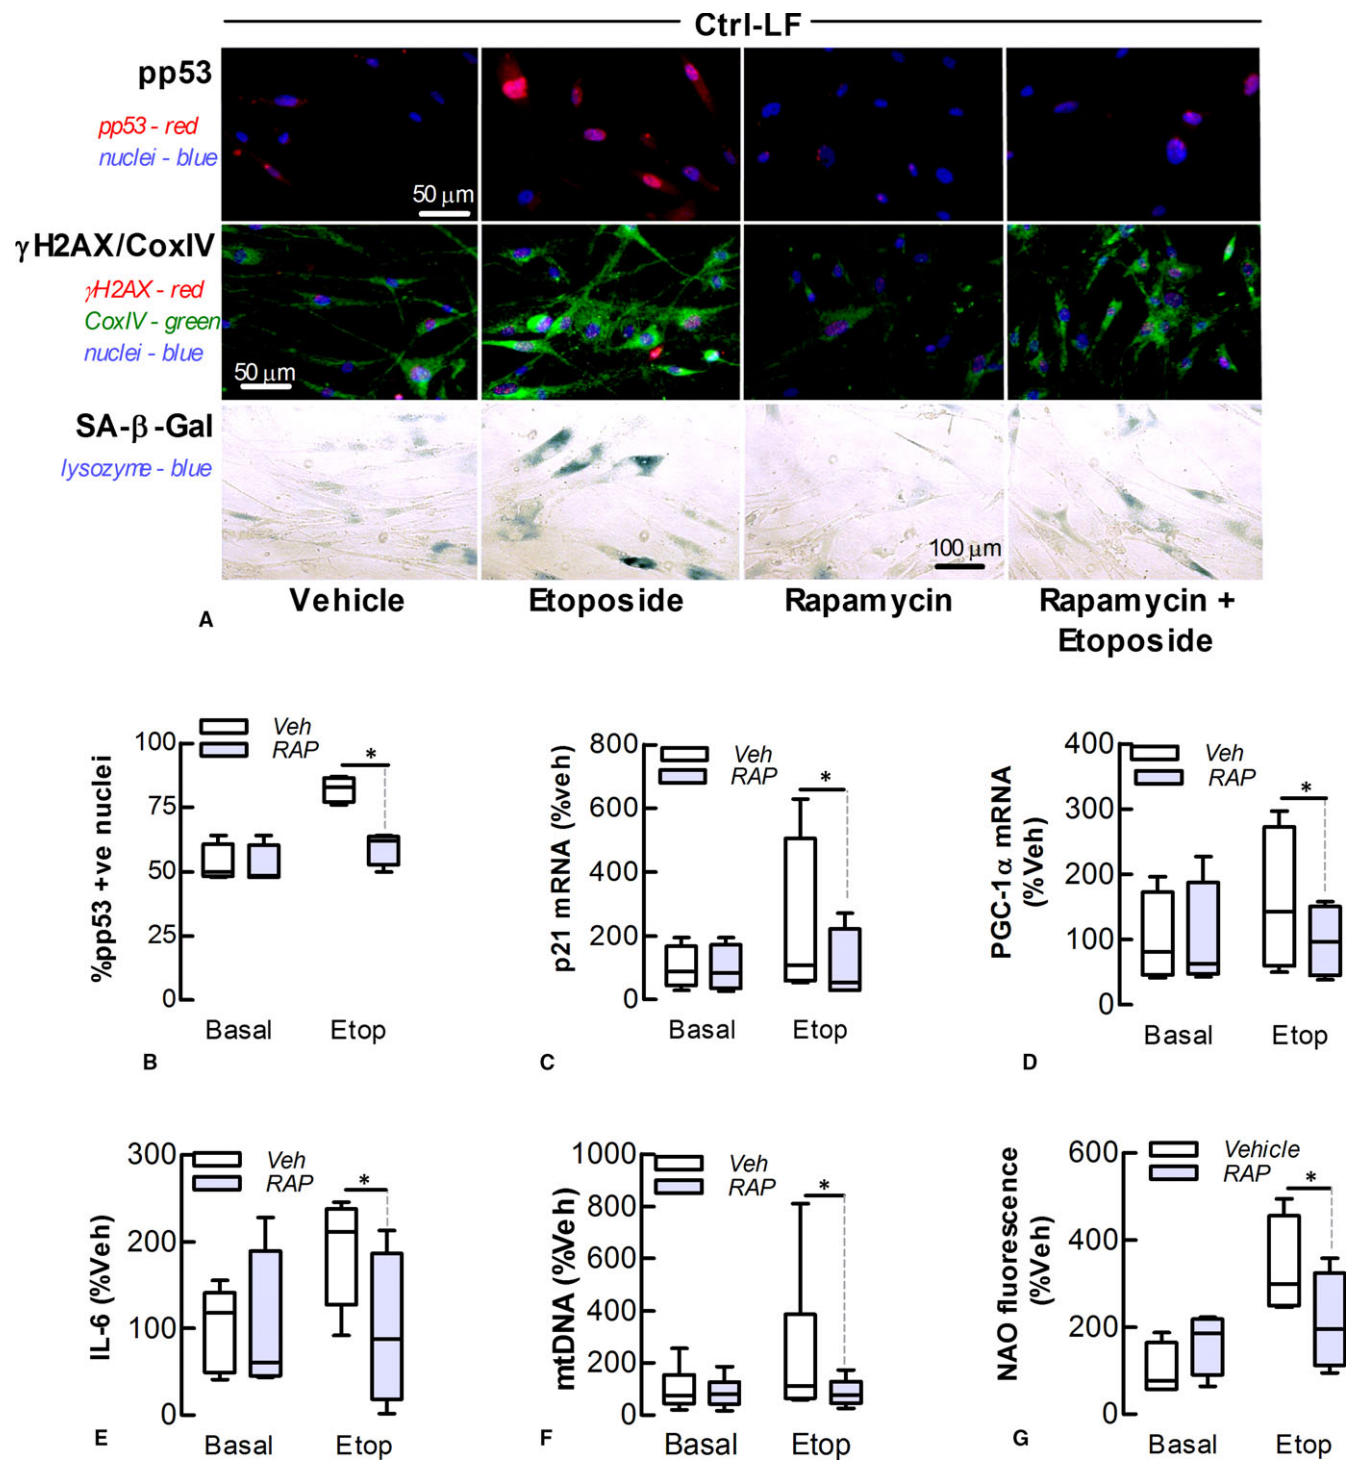 Ctrl-LF
pp53
pp53 - red
nuclei - blue
50 μm
γH2AX/CoxIV
γH2AX - red
CoxIV - green
nuclei - blue
50 μm
SA-β-Gal
lysozyme - blue
100 μm
Vehicle
Etoposide
Rapamycin
Rapamycin +
Etoposide
A
%pp53 +ve nuclei
100
75
50
25
0
Veh
RAP
*
Basal
Etop
B
p21 mRNA (%veh)
800
600
400
200
0
Veh
RAP
*
Basal
Etop
C
PGC-1α mRNA
(%Veh)
400
300
200
100
0
Veh
RAP
*
Basal
Etop
D
IL-6 (%Veh)
300
200
100
0
Veh
RAP
*
Basal
Etop
E
mtDNA (%Veh)
1000
800
600
400
200
0
Veh
RAP
*
Basal
Etop
F
NAO fluorescence
(%Veh)
600
400
200
0
Vehicle
RAP
*
Basal
Etop
G